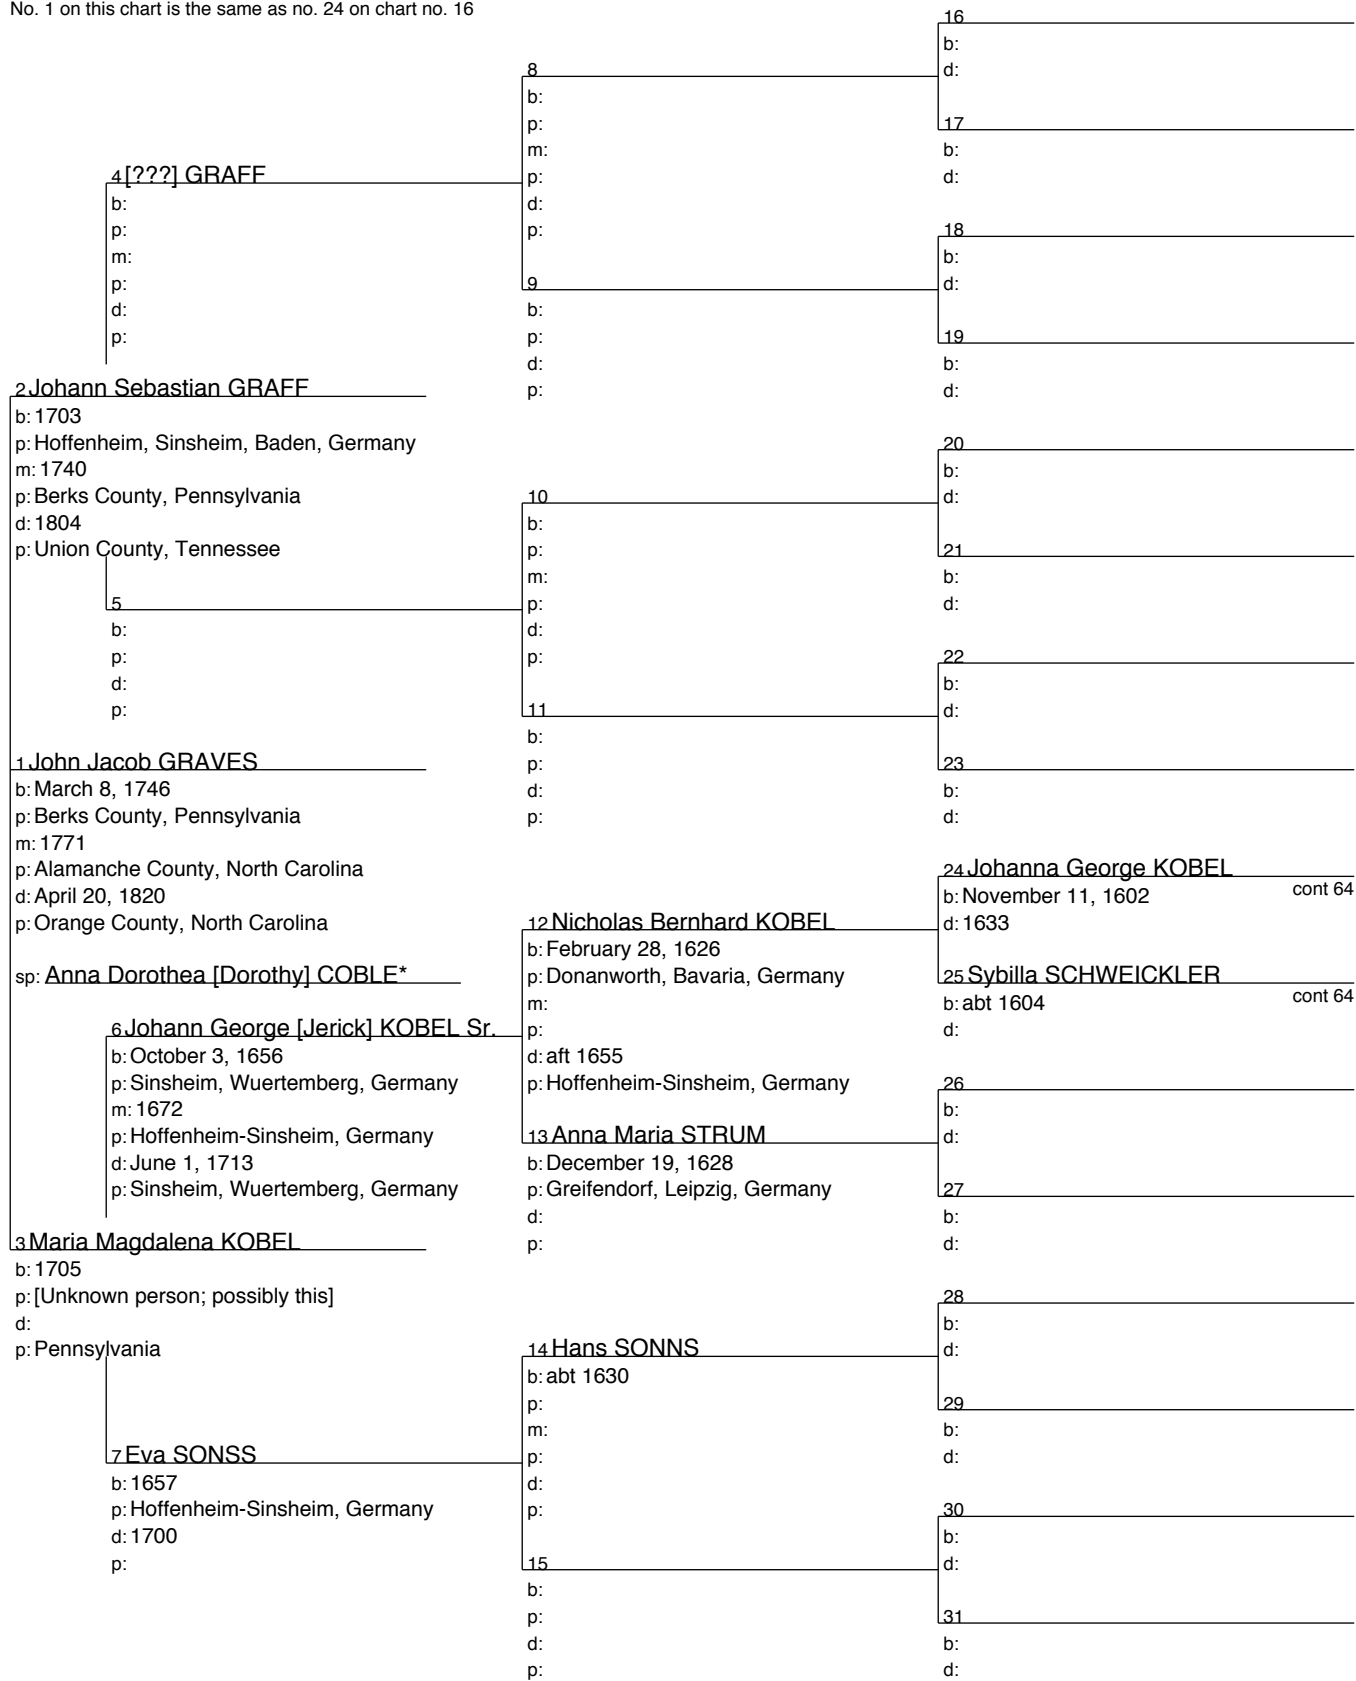 No. 1 on this chart is the same as no. 24 on chart no. 16
16
b:
d:
8
b:
p:
m:
p:
d:
p:
17
b:
d:
4 [???] GRAFF
b:
p:
m:
p:
d:
p:
18
b:
d:
9
b:
p:
d:
p:
19
b:
d:
2 Johann Sebastian GRAFF
b: 1703
p: Hoffenheim, Sinsheim, Baden, Germany
m: 1740
p: Berks County, Pennsylvania
d: 1804
p: Union County, Tennessee
20
b:
d:
10
b:
p:
m:
p:
d:
p:
21
b:
d:
5
b:
p:
d:
p:
22
b:
d:
11
b:
p:
d:
p:
23
b:
d:
1 John Jacob GRAVES
b: March 8, 1746
p: Berks County, Pennsylvania
m: 1771
p: Alamanche County, North Carolina
d: April 20, 1820
p: Orange County, North Carolina
sp: Anna Dorothea [Dorothy] COBLE*
24 Johanna George KOBEL
cont 64
b: November 11, 1602
d: 1633
12 Nicholas Bernhard KOBEL
b: February 28, 1626
p: Donanworth, Bavaria, Germany
m:
p:
d: aft 1655
p: Hoffenheim-Sinsheim, Germany
25 Sybilla SCHWEICKLER
cont 64
b: abt 1604
d:
6 Johann George [Jerick] KOBEL Sr.
b: October 3, 1656
p: Sinsheim, Wuertemberg, Germany
m: 1672
p: Hoffenheim-Sinsheim, Germany
d: June 1, 1713
p: Sinsheim, Wuertemberg, Germany
26
b:
d:
13 Anna Maria STRUM
b: December 19, 1628
p: Greifendorf, Leipzig, Germany
d:
p:
27
b:
d:
3 Maria Magdalena KOBEL
b: 1705
p: [Unknown person; possibly this]
d:
p: Pennsylvania
28
b:
d:
14 Hans SONNS
b: abt 1630
p:
m:
p:
d:
p:
29
b:
d:
7 Eva SONSS
b: 1657
p: Hoffenheim-Sinsheim, Germany
d: 1700
p:
30
b:
d:
15
b:
p:
d:
p:
31
b:
d: